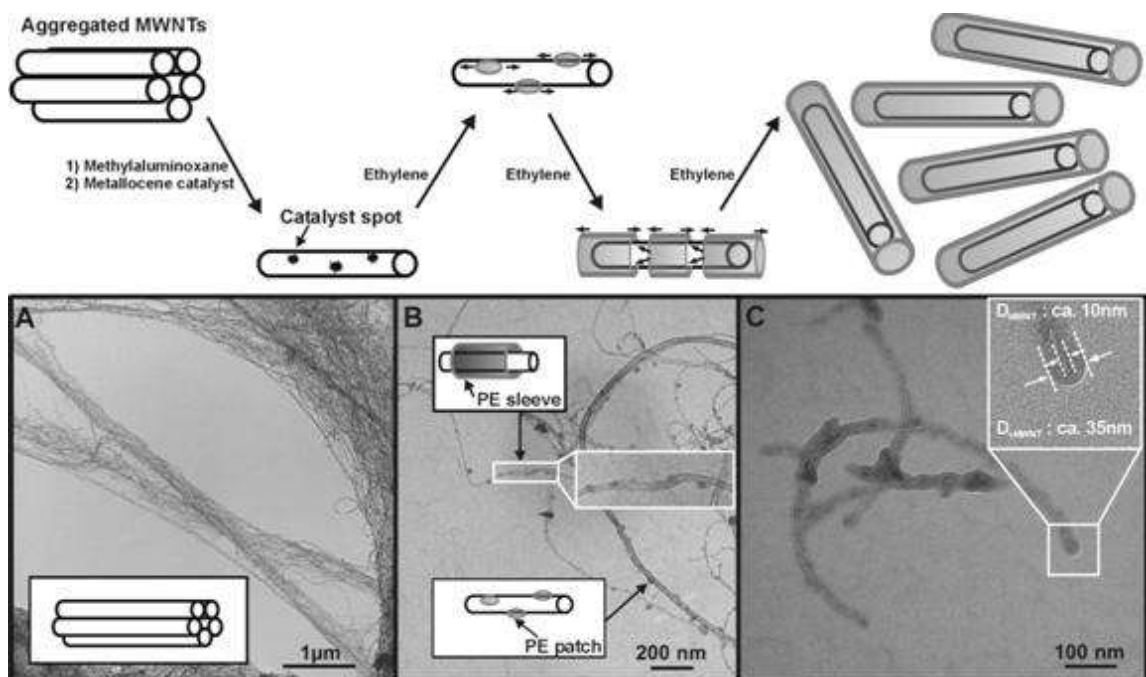 Aggregated MWNTs
1) Methylaluminoxane
2) Metallocene catalyst
Catalyst spot
Ethylene
Ethylene
Ethylene
A
1µm
B
PE sleeve
PE patch
200 nm
C
: ca. 10nm
: ca. 35nm
100 nm